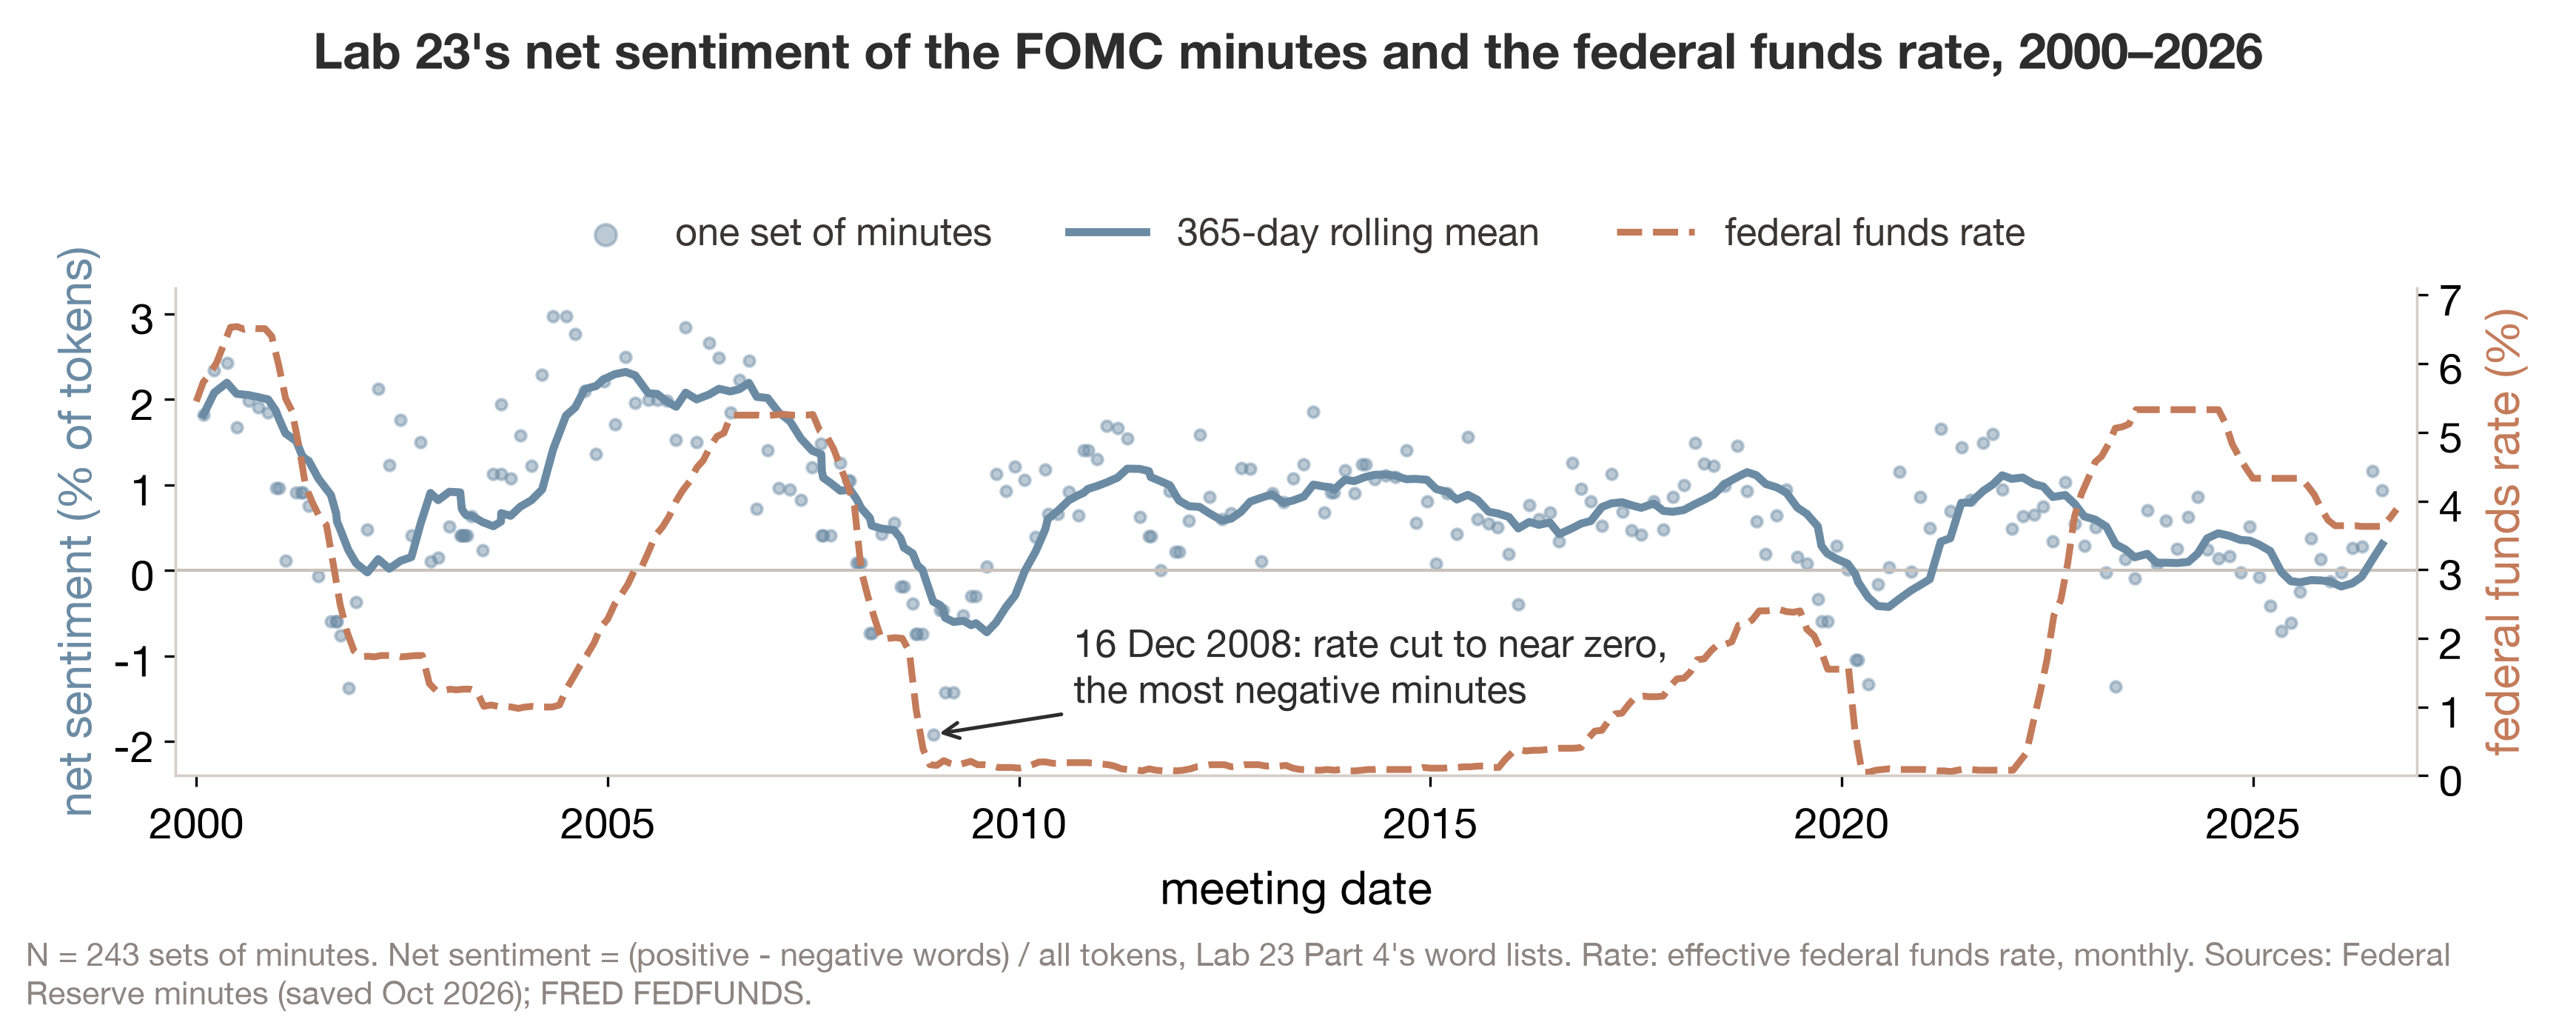 Lab 23's net sentiment of the FOMC minutes and the federal funds rate, 2000–2026
one set of minutes
365-day rolling mean
federal funds rate
net sentiment (% of tokens)
3
2
1
0
-1
-2
7
6
5
4
3
2
1
0
federal funds rate (%)
16 Dec 2008: rate cut to near zero,
the most negative minutes
2000
2005
2010
2015
2020
2025
meeting date
N = 243 sets of minutes. Net sentiment = (positive - negative words) / all tokens, Lab 23 Part 4's word lists. Rate: effective federal funds rate, monthly. Sources: Federal
Reserve minutes (saved Oct 2026); FRED FEDFUNDS.